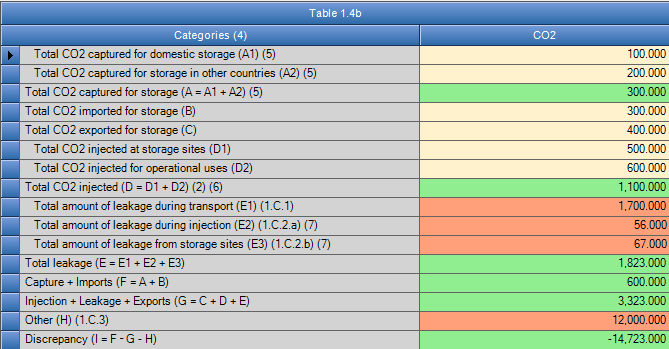 Table 1.4b
Categories (4) CO2
Total CO2 captured for domestic storage (A1) (5) 100.000
Total CO2 captured for storage in other countries (A2) (5) 200.000
Total CO2 captured for storage (A = A1 + A2) (5) 300.000
Total CO2 imported for storage (B) 300.000
Total CO2 exported for storage (C) 400.000
Total CO2 injected at storage sites (D1) 500.000
Total CO2 injected for operational uses (D2) 600.000
Total CO2 injected (D = D1 + D2) (2) (6) 1,100.000
Total amount of leakage during transport (E1) (1.C.1) 1,700.000
Total amount of leakage during injection (E2) (1.C.2.a) (7) 56.000
Total amount of leakage from storage sites (E3) (1.C.2.b) (7) 67.000
Total leakage (E = E1 + E2 + E3) 1,823.000
Capture + Imports (F = A + B) 600.000
Injection + Leakage + Exports (G = C + D + E) 3,323.000
Other (H) (1.C.3) 12,000.000
Discrepancy (I = F - G - H) -14,723.000